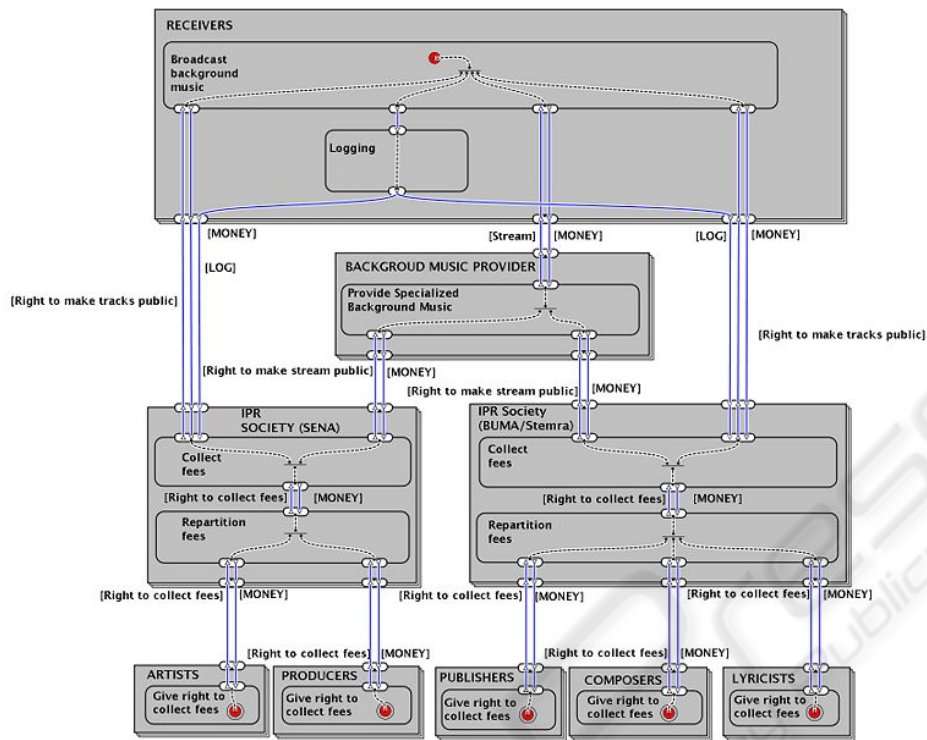 RECEIVERS
Broadcast
background
music
Logging
[MONEY]
[Stream]
[MONEY]
[LOG]
[MONEY]
[LOG]
[Right to make tracks public]
BACKGROUD MUSIC PROVIDER
Provide Specialized
Background Music
[Right to make tracks public]
[Right to make stream public]
[MONEY]
[Right to make stream public]
[MONEY]
IPR
SOCIETY (SENA)
IPR Society
(BUMA/Stemra)
Collect
fees
Collect
fees
[Right to collect fees]
[MONEY]
[Right to collect fees]
[MONEY]
Repartition
fees
Repartition
fees
[Right to collect fees]
[MONEY]
[Right to collect fees]
[MONEY]
[Right to collect fees]
[MONEY]
[Right to collect fees]
[MONEY]
[Right to collect fees]
[MONEY]
ARTISTS
Give right to
collect fees
PRODUCERS
Give right to
collect fees
PUBLISHERS
Give right to
collect fees
COMPOSERS
Give right to
collect fees
LYRICISTS
Give right to
collect fees